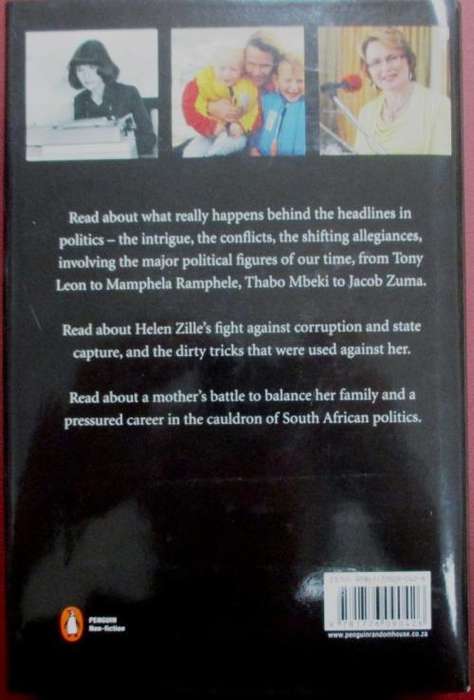 Read about what really happens behind the headlines in
politics – the intrigue, the conflicts, the shifting allegiances,
involving the major political figures of our time, from Tony
Leon to Mamphela Ramphele, Thabo Mbeki to Jacob Zuma.
Read about Helen Zille's fight against corruption and state
capture, and the dirty tricks that were used against her.
Read about a mother's battle to balance her family and a
pressured career in the cauldron of South African politics.
PENGUIN
Non-fiction
www.penguinrandomhouse.co.za